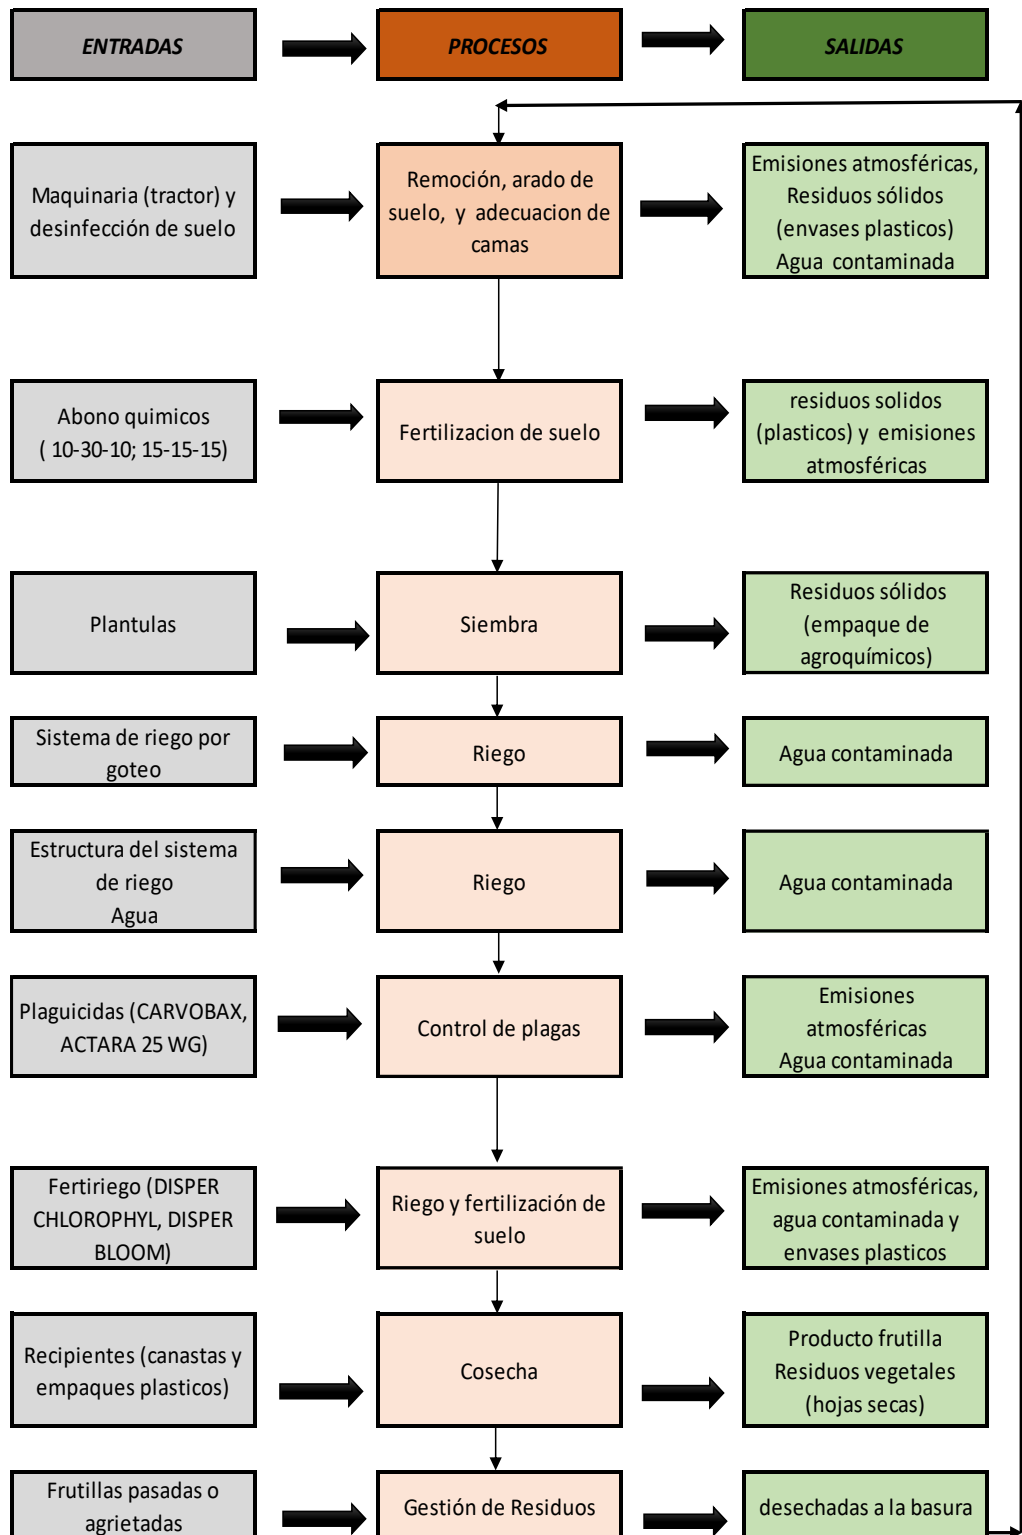 ENTRADAS
PROCESOS
SALIDAS
Maquinaria (tractor) y
desinfección de suelo
Remoción, arado de
suelo, y adecuacion de
camas
Emisiones atmosféricas,
Residuos sólidos
(envases plasticos)
Agua contaminada
Abono quimicos
( 10-30-10; 15-15-15)
Fertilizacion de suelo
residuos solidos
(plasticos) y emisiones
atmosféricas
Plantulas
Siembra
Residuos sólidos
(empaque de
agroquímicos)
Sistema de riego por
goteo
Riego
Agua contaminada
Estructura del sistema
de riego
Agua
Riego
Agua contaminada
Plaguicidas (CARVOBAX,
ACTARA 25 WG)
Control de plagas
Emisiones
atmosféricas
Agua contaminada
Fertiriego (DISPER
CHLOROPHYL, DISPER
BLOOM)
Riego y fertilización de
suelo
Emisiones atmosféricas,
agua contaminada y
envases plasticos
Recipientes (canastas y
empaques plasticos)
Cosecha
Producto frutilla
Residuos vegetales
(hojas secas)
Frutillas pasadas o
agrietadas
Gestión de Residuos
desechadas a la basura